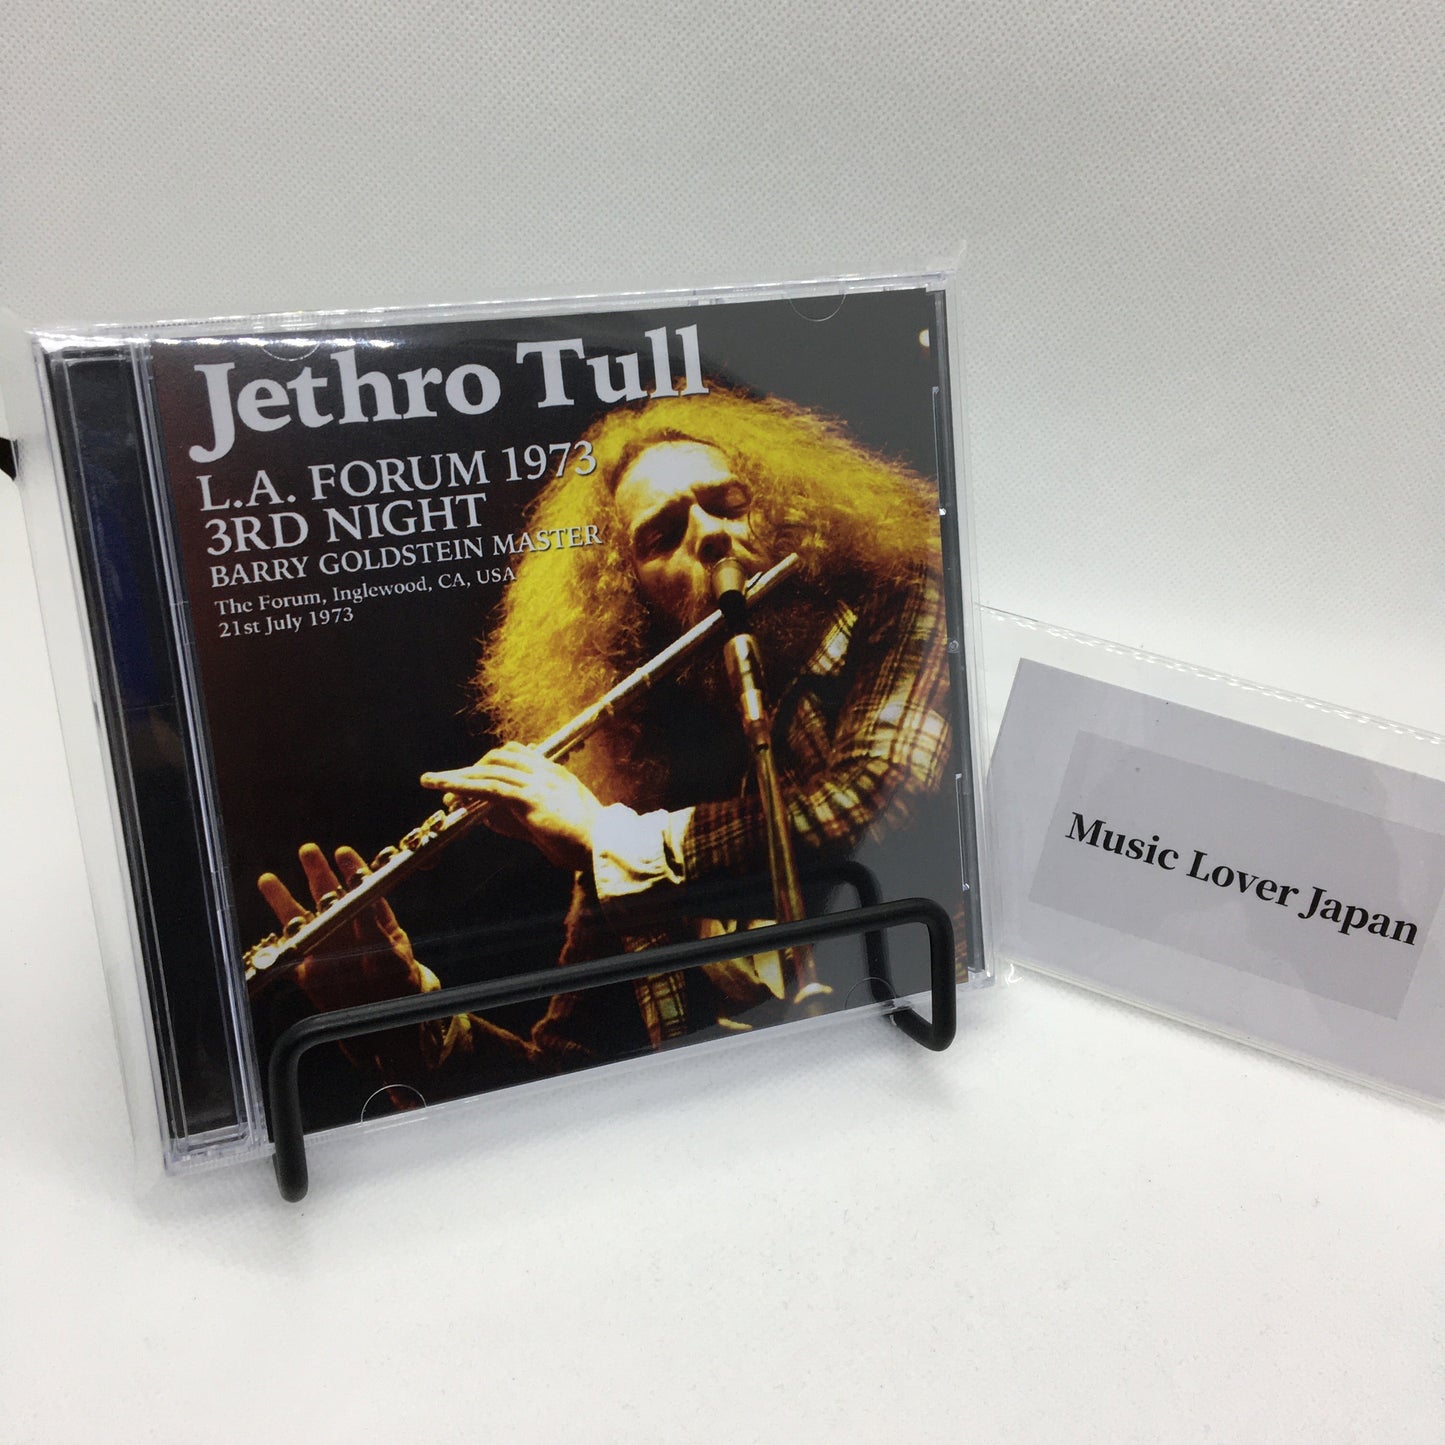 Jethro Tull
L.A. FORUM 1973
3RD NIGHT
BARRY GOLDSTEIN MASTER
The Forum, Inglewood, CA, USA
21st July 1973
Music Lover Japan